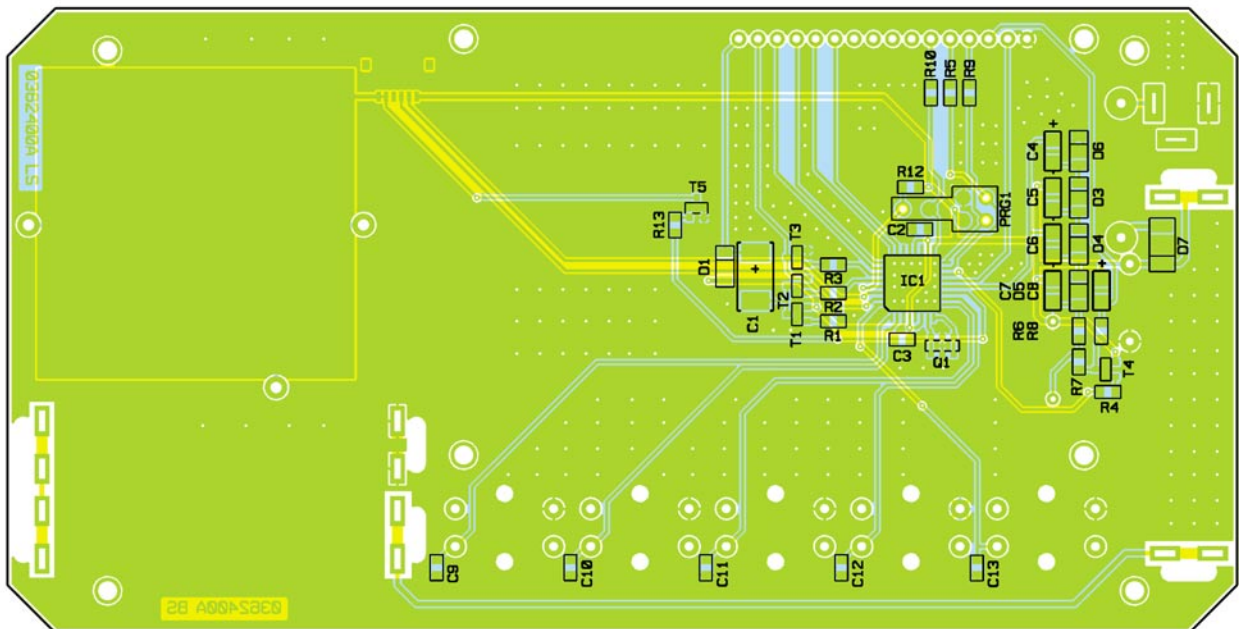 R10
R5
R9
0362400A LS
C4
+
D6
R12
T5
C5
D3
PRG1
R13
C2
C6
D4
+
D7
T3
D1
+
R3
IC1
C7
D5
C8
T2
R2
C1
T1
R1
R6
R8
C3
Q1
R7
T4
R4
C9
C10
C11
C12
C13
0362400A BS